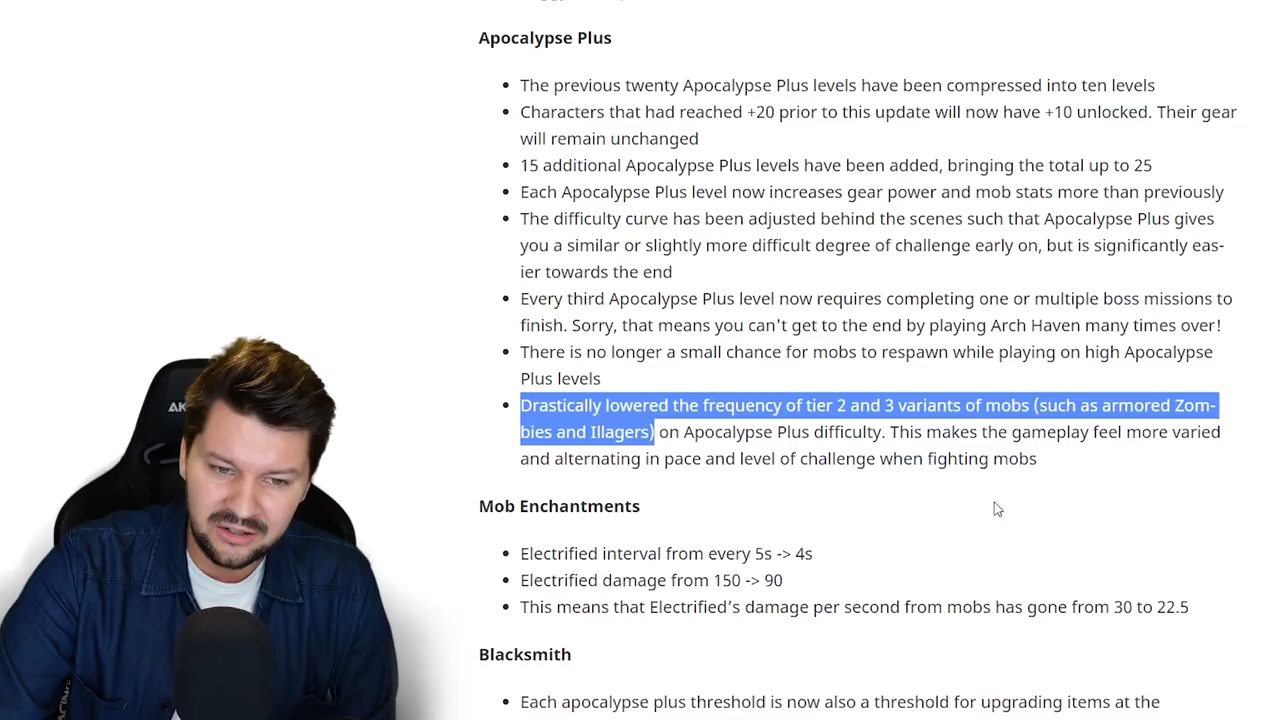 Apocalypse Plus
• The previous twenty Apocalypse Plus levels have been compressed into ten levels
• Characters that had reached +20 prior to this update will now have +10 unlocked. Their gear
will remain unchanged
• 15 additional Apocalypse Plus levels have been added, bringing the total up to 25
• Each Apocalypse Plus level now increases gear power and mob stats more than previously
• The difficulty curve has been adjusted behind the scenes such that Apocalypse Plus gives
you a similar or slightly more difficult degree of challenge early on, but is significantly eas-
ier towards the end
• Every third Apocalypse Plus level now requires completing one or multiple boss missions to
finish. Sorry, that means you can't get to the end by playing Arch Haven many times over!
• There is no longer a small chance for mobs to respawn while playing on high Apocalypse
Plus levels
• Drastically lowered the frequency of tier 2 and 3 variants of mobs (such as armored Zom-
bies and Illagers) on Apocalypse Plus difficulty. This makes the gameplay feel more varied
and alternating in pace and level of challenge when fighting mobs
AK
Mob Enchantments
• Electrified interval from every 5s -> 4s
• Electrified damage from 150 -> 90
• This means that Electrified’s damage per second from mobs has gone from 30 to 22.5
Blacksmith
• Each apocalypse plus threshold is now also a threshold for upgrading items at the